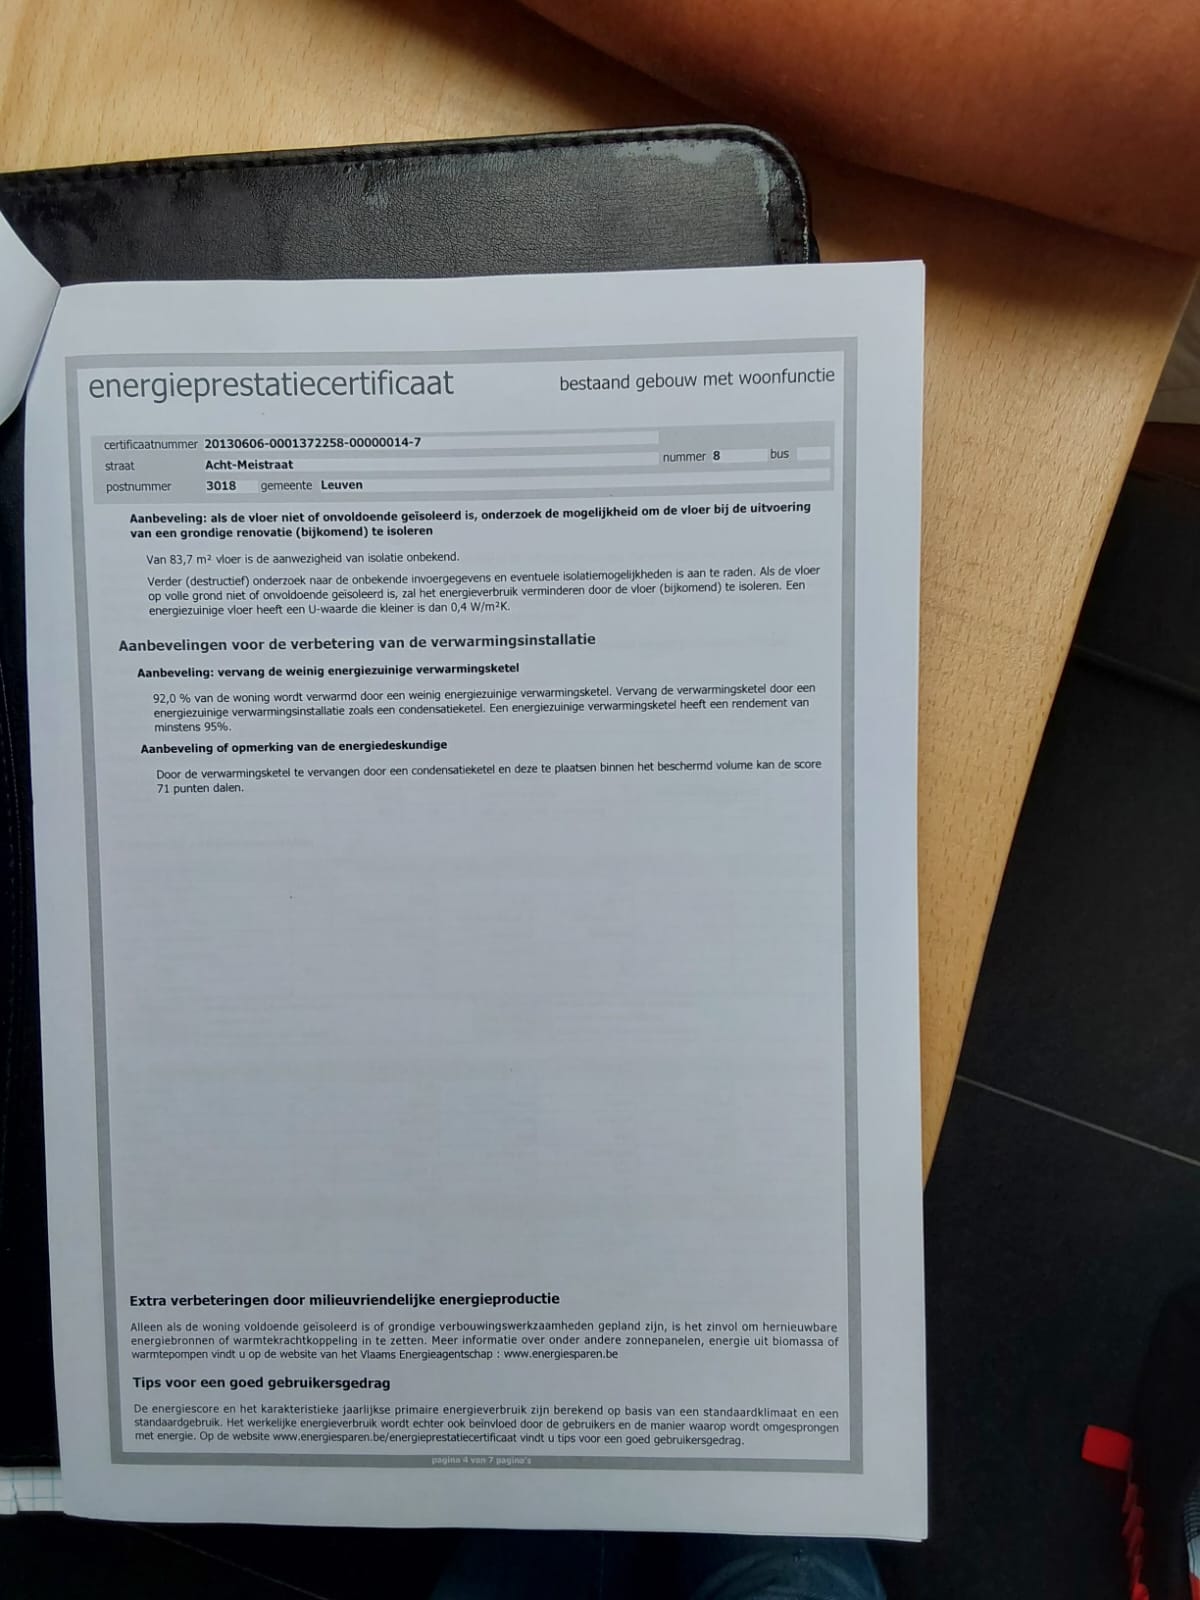 energieprestatiecertificaat
bestaand gebouw met woonfunctie
certificaatnummer 20130606-0001372258-00000014-7
straat Acht-Meistraat nummer 8 bus
postnummer 3018 gemeente Leuven
Aanbeveling: als de vloer niet of onvoldoende geïsoleerd is, onderzoek de mogelijkheid om de vloer bij de uitvoering
van een grondige renovatie (bijkomend) te isoleren
Van 83,7 m² vloer is de aanwezigheid van isolatie onbekend.
Verder (destructief) onderzoek naar de onbekende invoergegevens en eventuele isolatiemogelijkheden is aan te raden. Als de vloer
op volle grond niet of onvoldoende geïsoleerd is, zal het energieverbruik verminderen door de vloer (bijkomend) te isoleren. Een
energiezuinige vloer heeft een U-waarde die kleiner is dan 0,4 W/m²K.
Aanbevelingen voor de verbetering van de verwarmingsinstallatie
Aanbeveling: vervang de weinig energiezuinige verwarmingsketel
92,0 % van de woning wordt verwarmd door een weinig energiezuinige verwarmingsketel. Vervang de verwarmingsketel door een
energiezuinige verwarmingsinstallatie zoals een condensatieketel. Een energiezuinige verwarmingsketel heeft een rendement van
minstens 95%.
Aanbeveling of opmerking van de energiedeskundige
Door de verwarmingsketel te vervangen door een condensatieketel en deze te plaatsen binnen het beschermd volume kan de score
71 punten dalen.
Extra verbeteringen door milieuvriendelijke energieproductie
Alleen als de woning voldoende geïsoleerd is of grondige verbouwingswerkzaamheden gepland zijn, is het zinvol om hernieuwbare
energiebronnen of warmtekrachtkoppeling in te zetten. Meer informatie over onder andere zonnepanelen, energie uit biomassa of
warmtepompen vindt u op de website van het Vlaams Energieagentschap : www.energiesparen.be
Tips voor een goed gebruikersgedrag
De energiescore en het karakteristieke jaarlijkse primaire energieverbruik zijn berekend op basis van een standaardklimaat en een
standaardgebruik. Het werkelijke energieverbruik wordt echter ook beïnvloed door de gebruikers en de manier waarop wordt omgesprongen
met energie. Op de website www.energiesparen.be/energieprestatiecertificaat vindt u tips voor een goed gebruikersgedrag.
pagina 4 van 7 pagina's